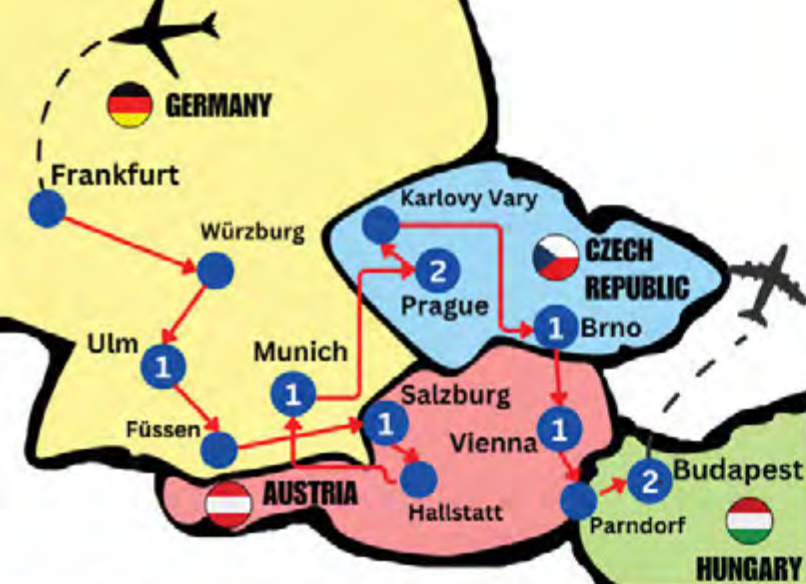 GERMANY
Frankfurt
Würzburg
Karlovy Vary
CZECH
REPUBLIC
2
Prague
1
Brno
Ulm
1
Munich
1
Salzburg
1
Füssen
Vienna
1
AUSTRIA
Hallstatt
2
Budapest
Parndorf
HUNGARY